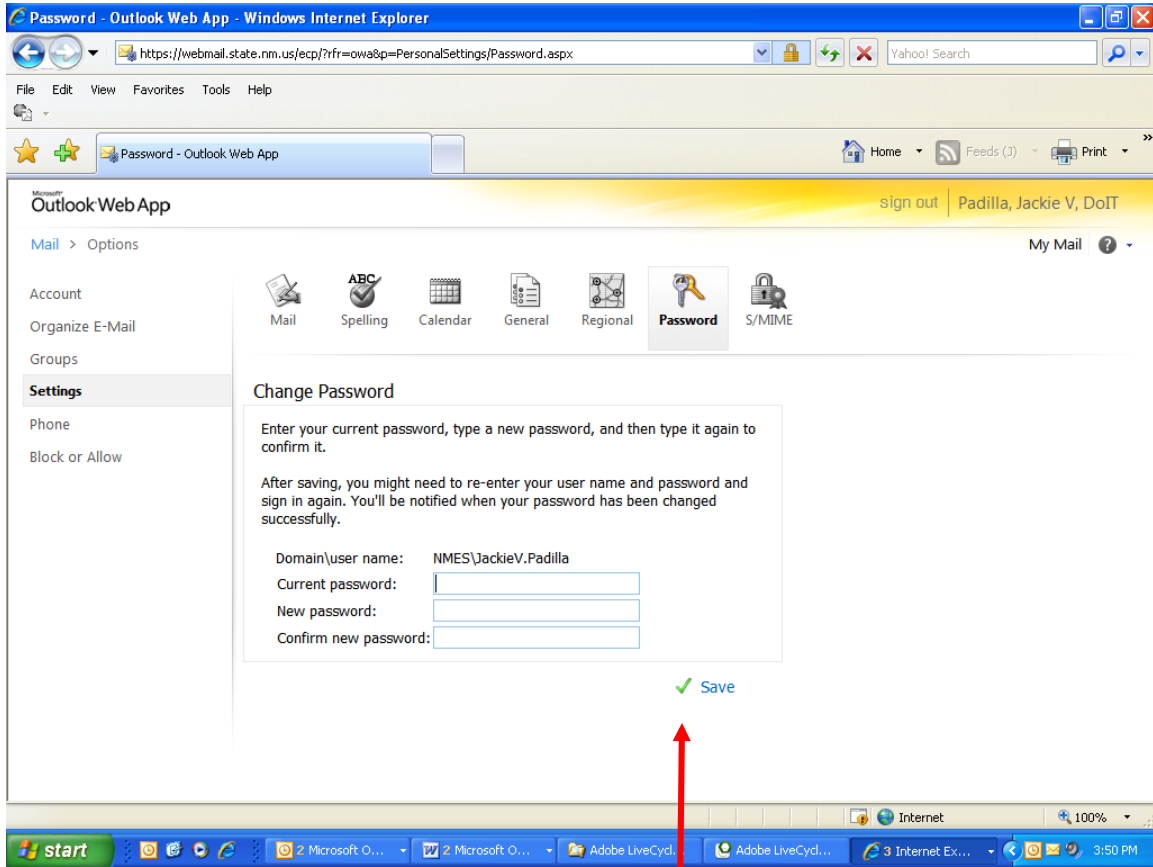 Password - Outlook Web App - Windows Internet Explorer
https://webmail.state.nm.us/ecp/?rfr=owa&p=PersonalSettings/Password.aspx
Yahoo! Search
File Edit View Favorites Tools Help
Password - Outlook Web App
Home Feeds (J) Print »
Microsoft
Outlook Web App
sign out | Padilla, Jackie V, DoIT
Mail > Options
My Mail ?
Account
Organize E-Mail
Groups
Settings
Phone
Block or Allow
ABC
Mail Spelling Calendar General Regional Password S/MIME
Change Password
Enter your current password, type a new password, and then type it again to
confirm it.
After saving, you might need to re-enter your user name and password and
sign in again. You'll be notified when your password has been changed
successfully.
Domain\user name: NMES\JackieV.Padilla
Current password:
New password:
Confirm new password:
Save
Internet 100%
start 2 Microsoft O... 2 Microsoft O... Adobe LiveCycl... Adobe LiveCycl... 3 Internet Ex... 3:50 PM